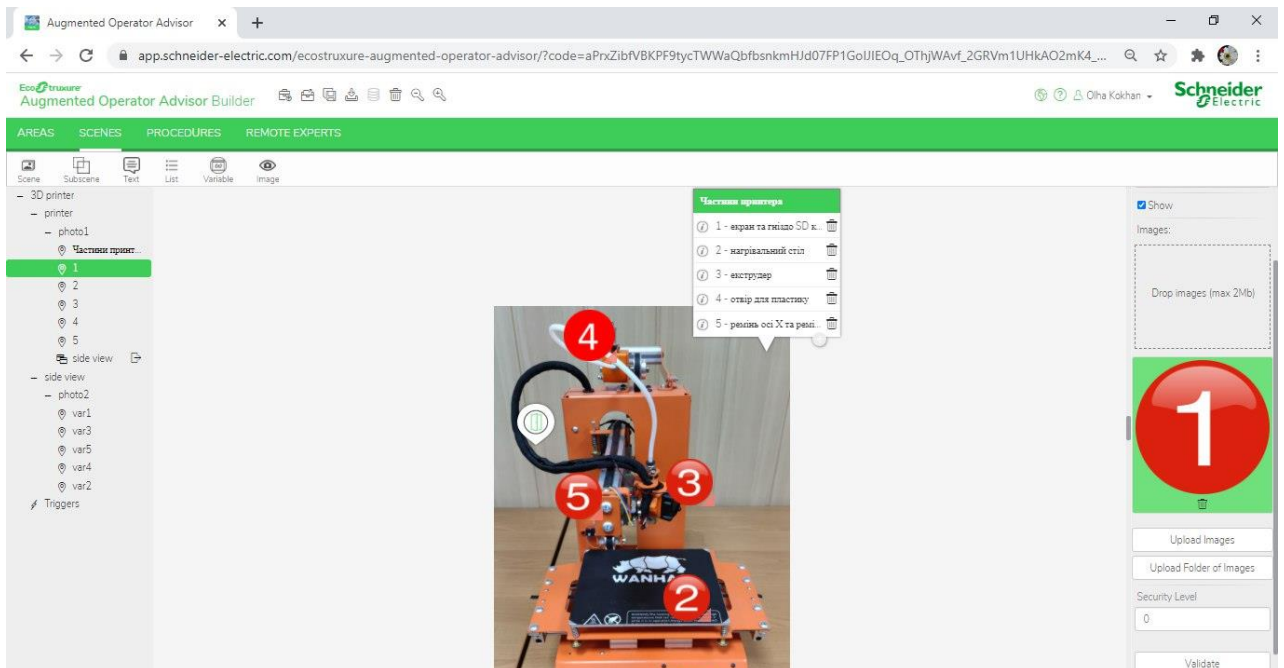 Augmented Operator Advisor
app.schneider-electric.com/ecostruxure-augmented-operator-advisor/?code=aPrxZibfVBKPF9tycTWWaQbfbsnkmHJd07FP1GolJIEOq_OThjWAvf_2GRVm1UHkAO2mK4_...
EcoStruxure
Augmented Operator Advisor Builder
Olha Kokhan
Schneider
Electric
AREAS SCENES PROCEDURES REMOTE EXPERTS
Scene Subscene Text List Variable Image
3D printer
printer
photo1
Частини принт...
1
2
3
4
5
side view
side view
photo2
var1
var3
var5
var4
var2
Triggers
Частини принтера
1 - екран та гніздо SD к...
2 - нагрівальний стіл
3 - екструдер
4 - отвір для пластику
5 - ремінь осі X та ремі...
4
3
5
WANHA
2
Show
Images:
Drop images (max 2Mb)
1
Upload Images
Upload Folder of Images
Security Level
0
Validate